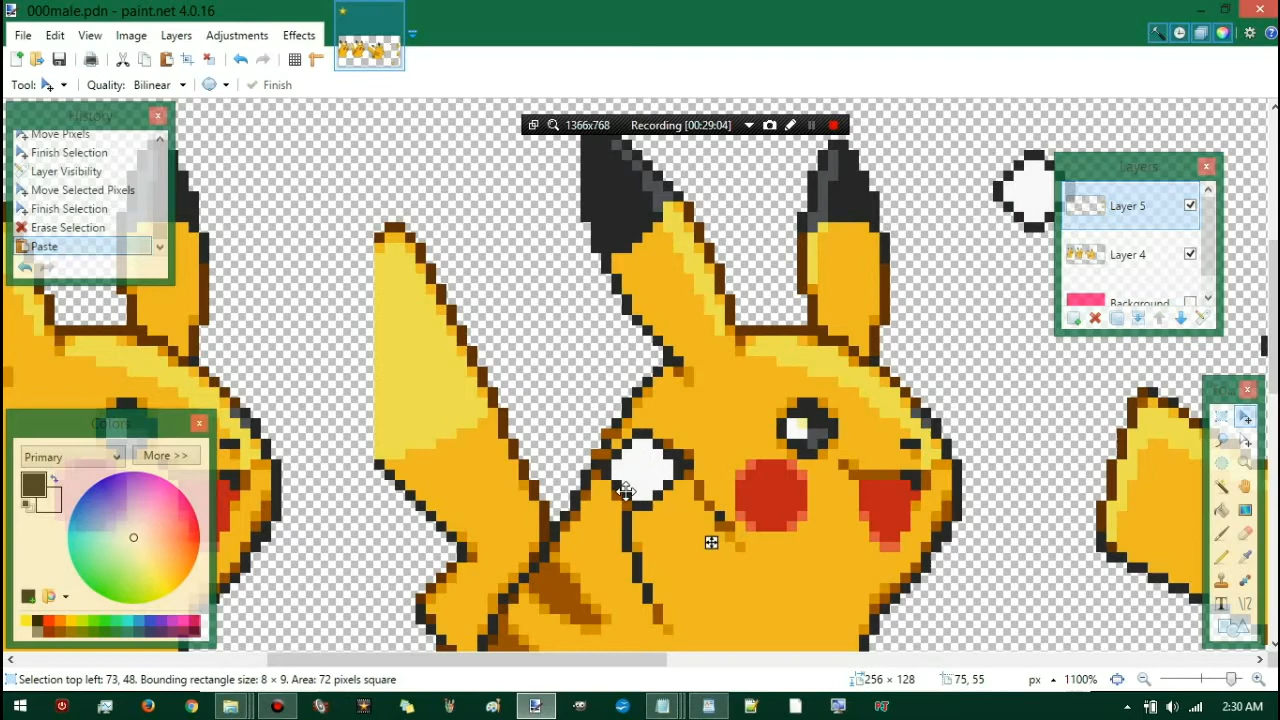 000male.pdn - paint.net 4.0.16
File Edit View Image Layers Adjustments Effects
Tool: Quality: Bilinear Finish
1366x768 Recording [00:29:04]
History
Move Pixels
Finish Selection
Layer Visibility
Move Selected Pixels
Finish Selection
Erase Selection
Paste
Layers
Layer 5
Layer 4
Background
Colors
Primary
More >>
Selection top left: 73, 48. Bounding rectangle size: 8 × 9. Area: 72 pixels square
256 × 128
75, 55
px
1100%
2:30 AM